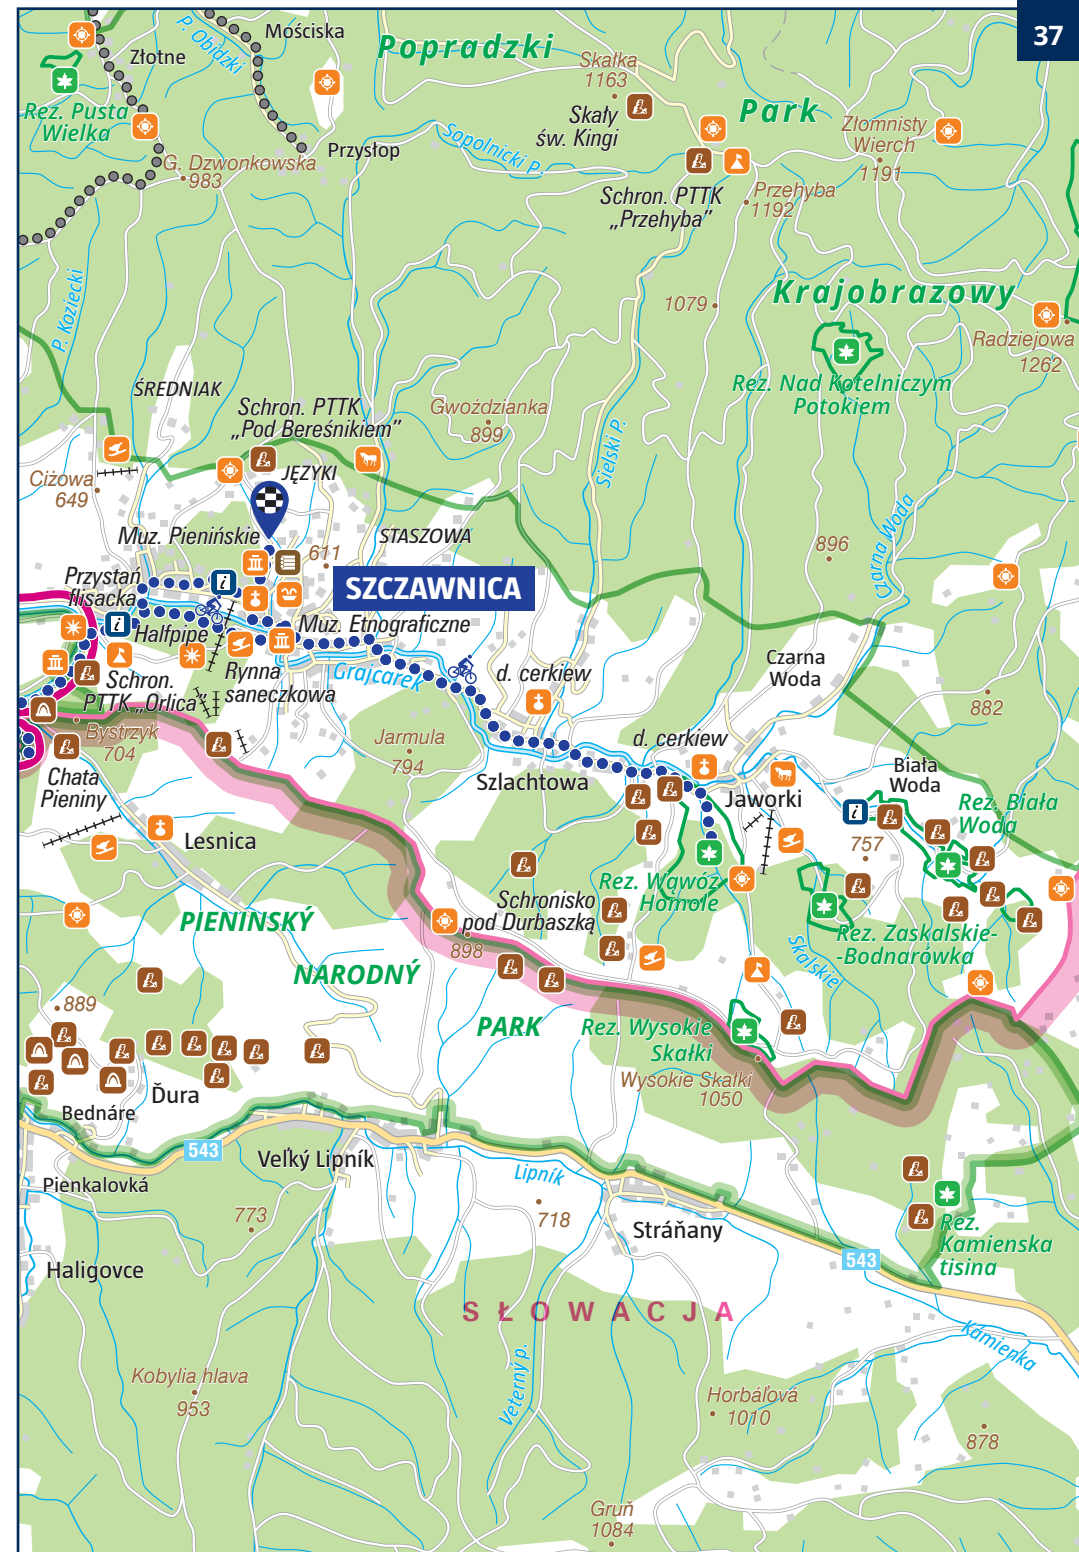 37
Mościska
P. Obidzki
Złotne
Popradzki
Skałka
1163
Rez. Pusta
Wielka
Skały
św. Kingi
Park
Złomnisty
Wierch
1191
Sopolnicki P.
Przysłop
G. Dzwonkowska
983
Schron. PTTK
„Przehyba”
Przehyba
1192
P. Koziecki
1079
Krajobrazowy
Radziejowa
1262
Rez. Nad Kotelniczym
Potokiem
ŚREDNIAK
Schron. PTTK
„Pod Bereśnikiem”
Gwoździanka
899
Sielski P.
Ciżowa
649
JĘZYKI
Muz. Pienińskie
611
STASZOWA
896
Czarna Woda
Przystań
flisacka
i
SZCZAWNICA
i
Halfpipe
Muz. Etnograficzne
Rynna
saneczkowa
Grajcarek
d. cerkiew
Czarna
Woda
Schron.
PTTK „Orlica”
882
Bystrzyk
704
Jarmula
794
d. cerkiew
Chata
Pieniny
Szlachtowa
Jaworki
Biała
Woda
i
Rez. Biała
Woda
757
Lesnica
Rez. Wąwóz
Homole
Schronisko
pod Durbaszką
898
PIENINSKÝ
NARODNÝ
PARK
Rez. Zaskalskie-
-Bodnarówka
Skalskie
889
Rez. Wysokie
Skałki
Wysokie Skałki
1050
Ďura
Bednáre
543
Veľký Lipník
Lipník
Pienkalovká
773
718
Stráňany
Rez.
Kamienska
tisina
543
Haligovce
SŁOWACJA
Kamienka
Veterný p.
Kobylia hlava
953
Horbáľová
1010
878
Gruň
1084